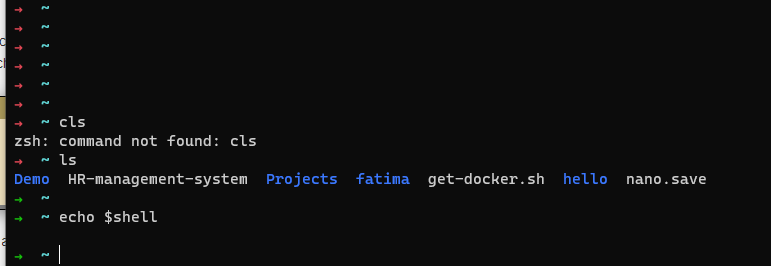 → ~
→ ~
→ ~
→ ~
→ ~
→ ~
→ ~ cls
zsh: command not found: cls
→ ~ ls
Demo HR-management-system Projects fatima get-docker.sh hello nano.save
→ ~
→ ~ echo $shell
→ ~